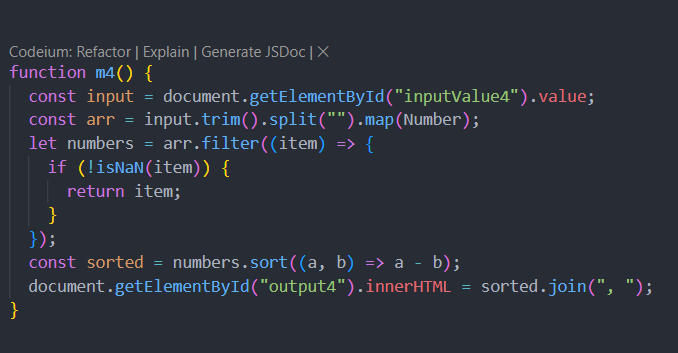 Codeium: Refactor | Explain | Generate JSDoc | ×
function m4() {
  const input = document.getElementById("inputValue4").value;
  const arr = input.trim().split("").map(Number);
  let numbers = arr.filter((item) => {
    if (!isNaN(item)) {
      return item;
    }
  });
  const sorted = numbers.sort((a, b) => a - b);
  document.getElementById("output4").innerHTML = sorted.join(", ");
}